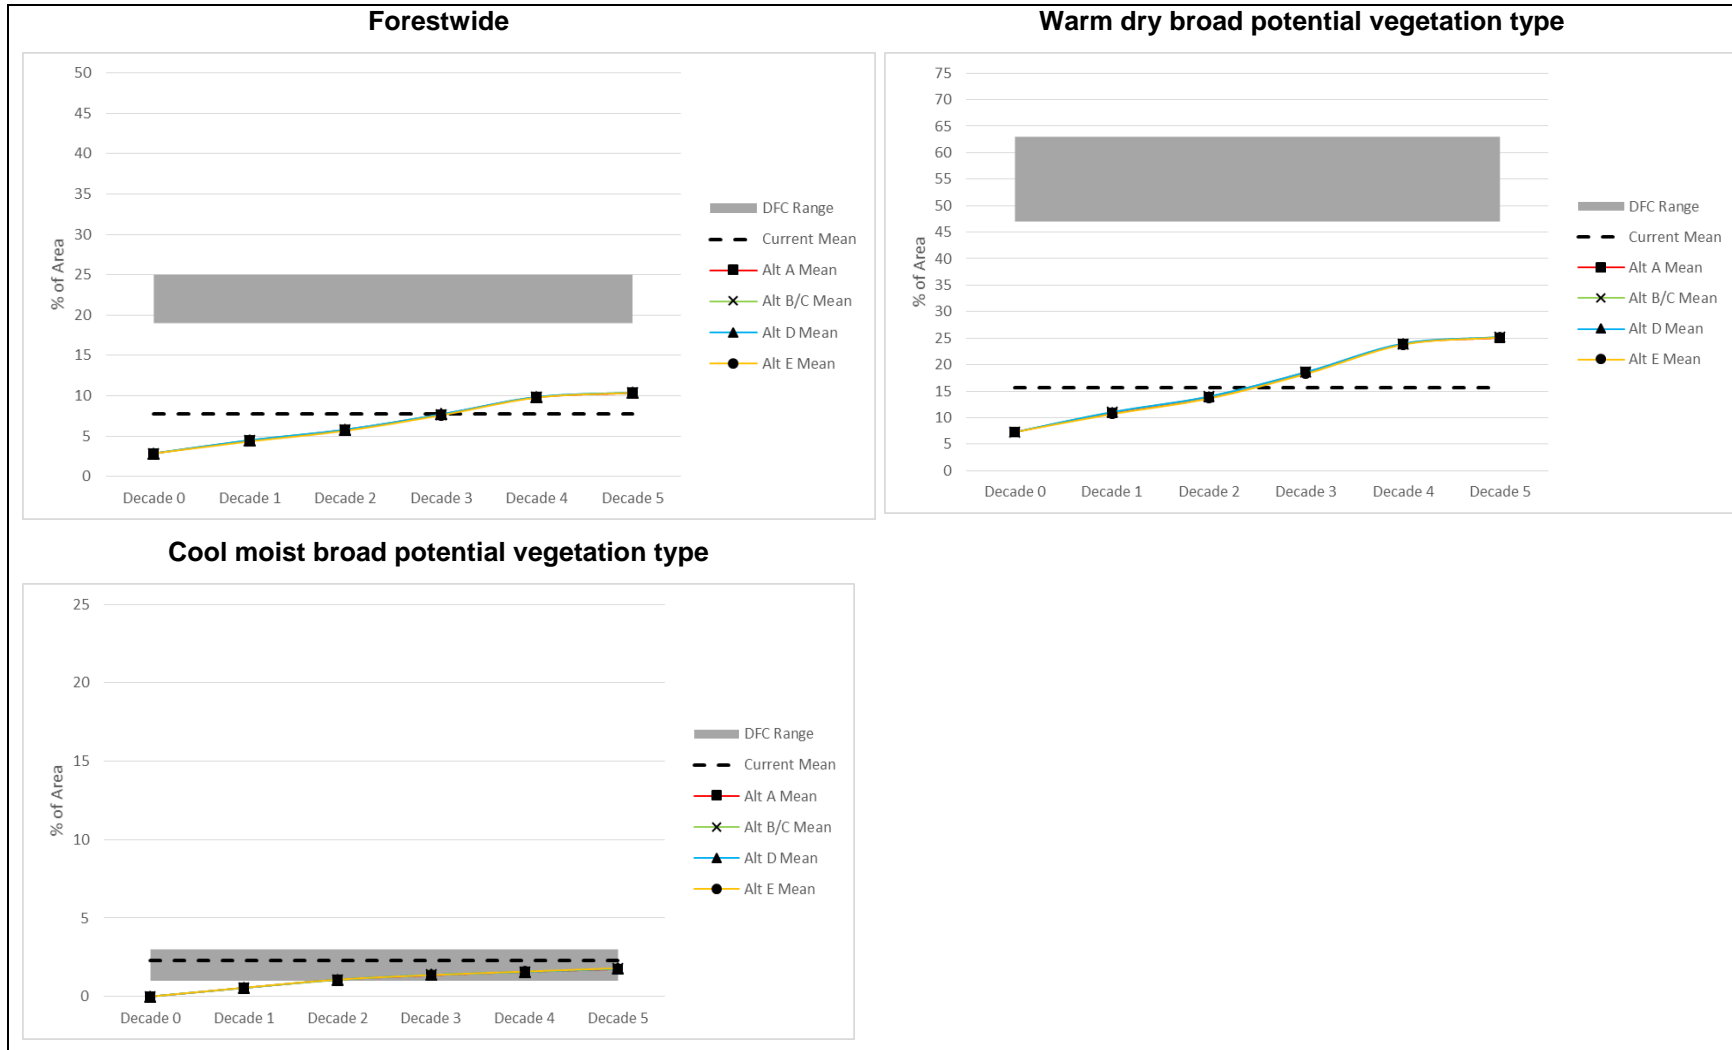 Forestwide
50
45
40
35
30
25
20
15
10
5
0
% of Area
Decade 0 Decade 1 Decade 2 Decade 3 Decade 4 Decade 5
DFC Range
Current Mean
Alt A Mean
Alt B/C Mean
Alt D Mean
Alt E Mean
Warm dry broad potential vegetation type
75
70
65
60
55
50
45
40
35
30
25
20
15
10
5
0
% of Area
Decade 0 Decade 1 Decade 2 Decade 3 Decade 4 Decade 5
DFC Range
Current Mean
Alt A Mean
Alt B/C Mean
Alt D Mean
Alt E Mean
Cool moist broad potential vegetation type
25
20
15
10
5
0
% of Area
Decade 0 Decade 1 Decade 2 Decade 3 Decade 4 Decade 5
DFC Range
Current Mean
Alt A Mean
Alt B/C Mean
Alt D Mean
Alt E Mean